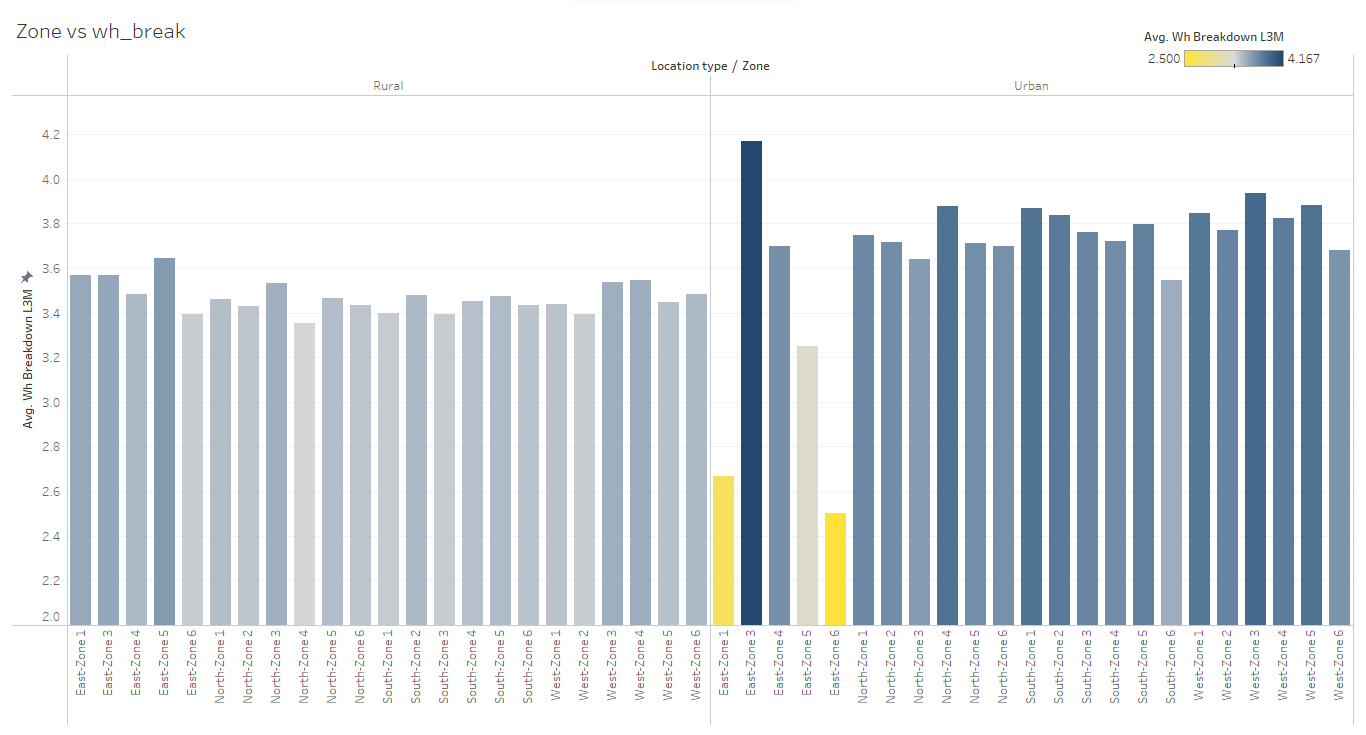 Zone vs wh_break
Avg. Wh Breakdown L3M
2.500 4.167
Location type / Zone
Rural Urban
4.2
4.0
3.8
3.6
3.4
3.2
3.0
2.8
2.6
2.4
2.2
2.0
Avg. Wh Breakdown L3M
East-Zone 1
East-Zone 3
East-Zone 4
East-Zone 5
East-Zone 6
North-Zone 1
North-Zone 2
North-Zone 3
North-Zone 4
North-Zone 5
North-Zone 6
South-Zone 1
South-Zone 2
South-Zone 3
South-Zone 4
South-Zone 5
South-Zone 6
West-Zone 1
West-Zone 2
West-Zone 3
West-Zone 4
West-Zone 5
West-Zone 6
East-Zone 1
East-Zone 3
East-Zone 4
East-Zone 5
East-Zone 6
North-Zone 1
North-Zone 2
North-Zone 3
North-Zone 4
North-Zone 5
North-Zone 6
South-Zone 1
South-Zone 2
South-Zone 3
South-Zone 4
South-Zone 5
South-Zone 6
West-Zone 1
West-Zone 2
West-Zone 3
West-Zone 4
West-Zone 5
West-Zone 6